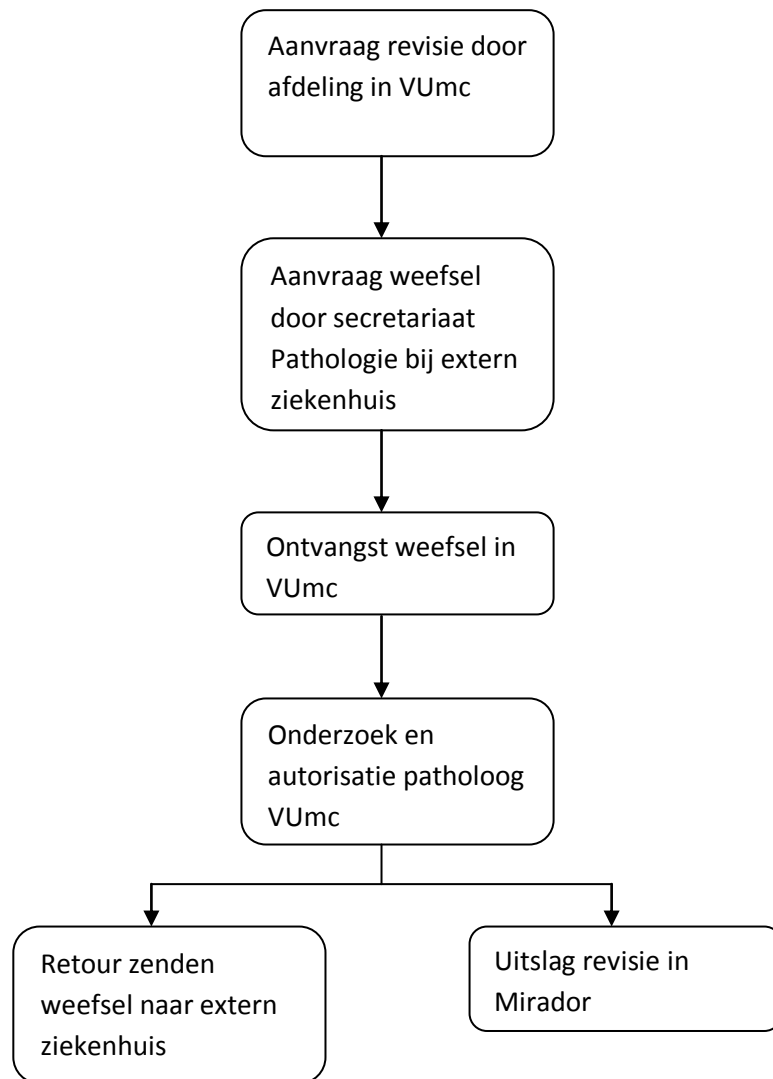 Aanvraag revisie door
afdeling in VUmc
Aanvraag weefsel
door secretariaat
Pathologie bij extern
ziekenhuis
Ontvangst weefsel in
VUmc
Onderzoek en
autorisatie patholoog
VUmc
Retour zenden
weefsel naar extern
ziekenhuis
Uitslag revisie in
Mirador